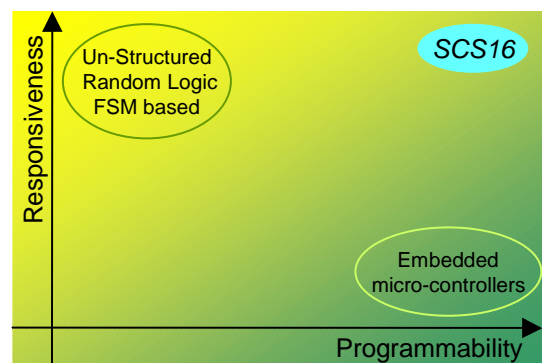 Responsiveness
Un-Structured
Random Logic
FSM based
SCS16
Embedded
micro-controllers
Programmability